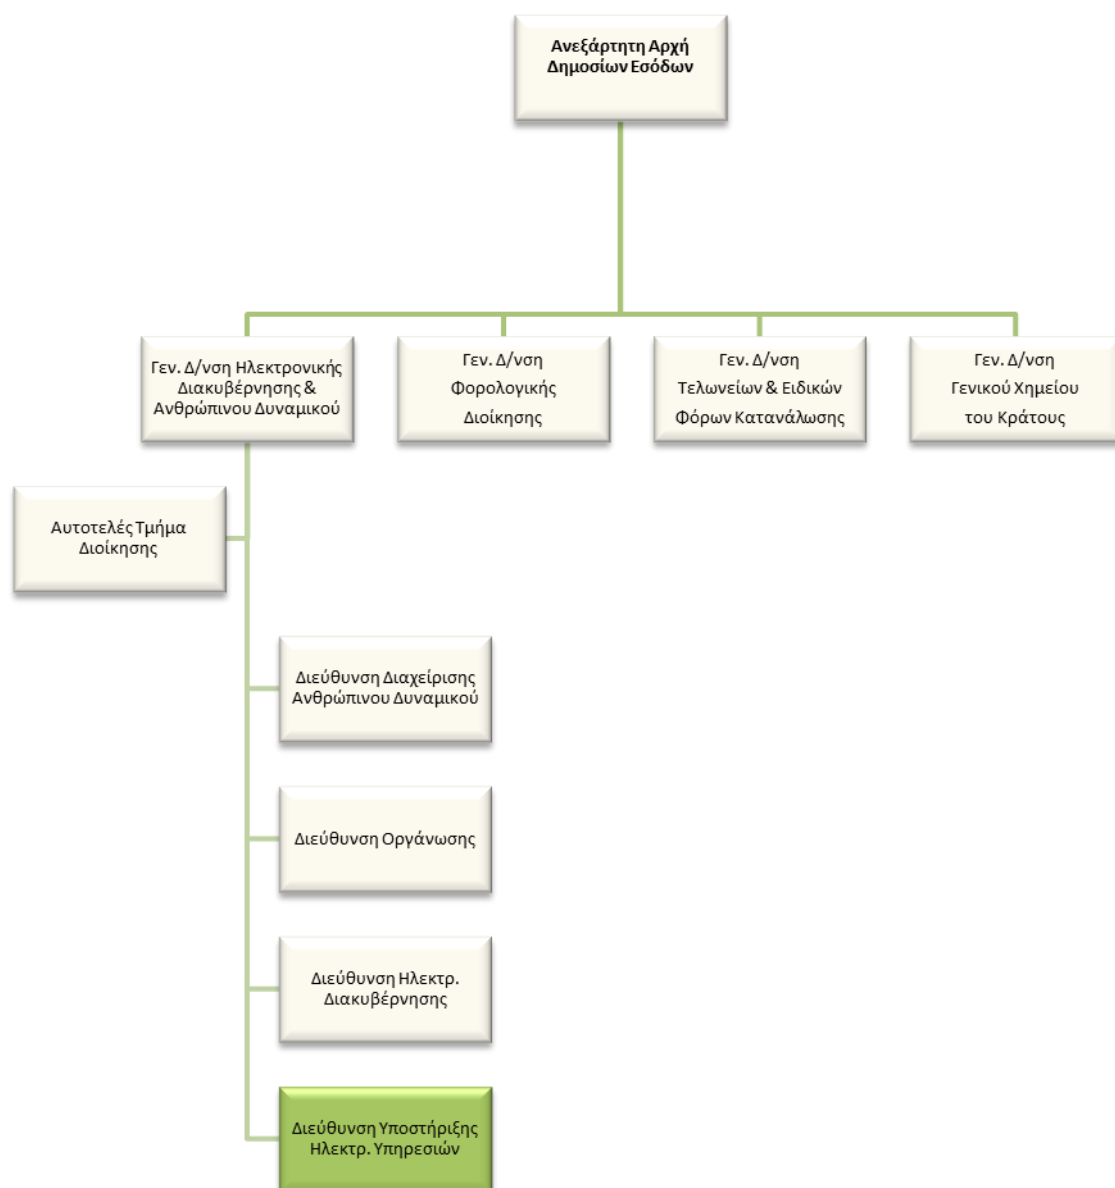 Ανεξάρτητη Αρχή
Δημοσίων Εσόδων
Γεν. Δ/νση Ηλεκτρονικής
Διακυβέρνησης &
Ανθρώπινου Δυναμικού
Γεν. Δ/νση
Φορολογικής
Διοίκησης
Γεν. Δ/νση
Τελωνείων & Ειδικών
Φόρων Κατανάλωσης
Γεν. Δ/νση
Γενικού Χημείου
του Κράτους
Αυτοτελές Τμήμα
Διοίκησης
Διεύθυνση Διαχείρισης
Ανθρώπινου Δυναμικού
Διεύθυνση Οργάνωσης
Διεύθυνση Ηλεκτρ.
Διακυβέρνησης
Διεύθυνση Υποστήριξης
Ηλεκτρ. Υπηρεσιών